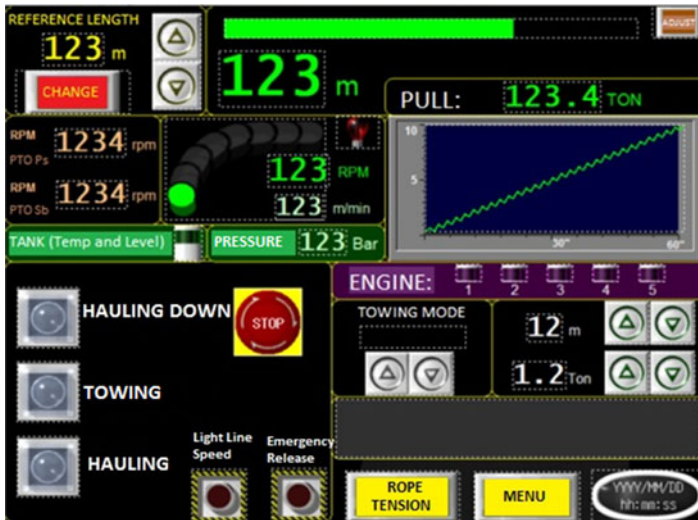 REFERENCE LENGTH
123 m
CHANGE
ADJUST
123 m
PULL: 123.4 TON
RPM 1234 rpm
PTO Ps
RPM 1234 rpm
PTO Sb
123 RPM
123 m/min
10
5
30"
60"
TANK (Temp and Level)
PRESSURE 123 Bar
ENGINE: 1 2 3 4 5
HAULING DOWN
STOP
TOWING
HAULING
Light Line
Speed
Emergency
Release
TOWING MODE
12 m
1.2 Ton
ROPE
TENSION
MENU
YYYY/MM/DD
hh:mm:ss